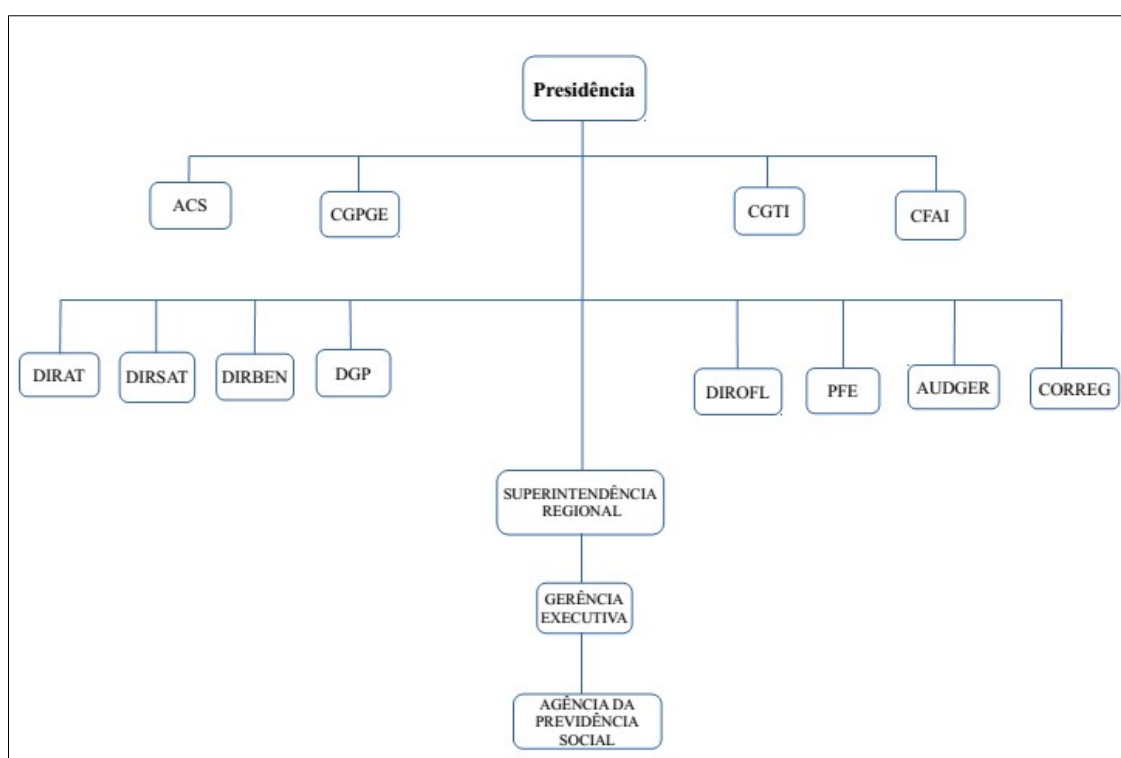 Presidência
ACS
CGPGE
CGTI
CFAI
DIRAT
DIRSAT
DIRBEN
DGP
DIROFL
PFE
AUDGER
CORREG
SUPERINTENDÊNCIA
REGIONAL
GERÊNCIA
EXECUTIVA
AGÊNCIA DA
PREVIDÊNCIA
SOCIAL